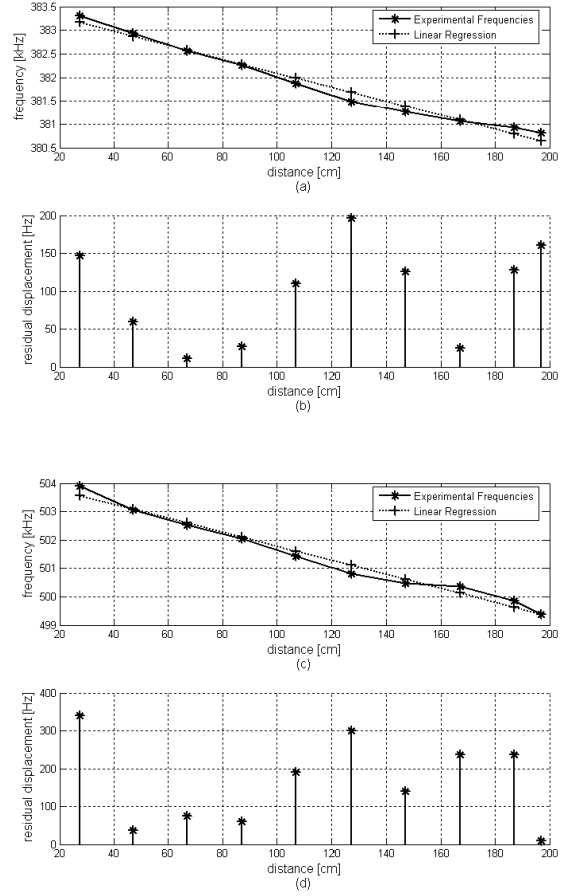 383.5
383
382.5
382
381.5
381
380.5
frequency [kHz]
Experimental Frequencies
Linear Regression
20 40 60 80 100 120 140 160 180 200
distance [cm]
(a)
200
150
100
50
0
residual displacement [Hz]
20 40 60 80 100 120 140 160 180 200
distance [cm]
(b)
504
503
502
501
500
499
frequency [kHz]
Experimental Frequencies
Linear Regression
20 40 60 80 100 120 140 160 180 200
distance [cm]
(c)
400
300
200
100
0
residual displacement [Hz]
20 40 60 80 100 120 140 160 180 200
distance [cm]
(d)